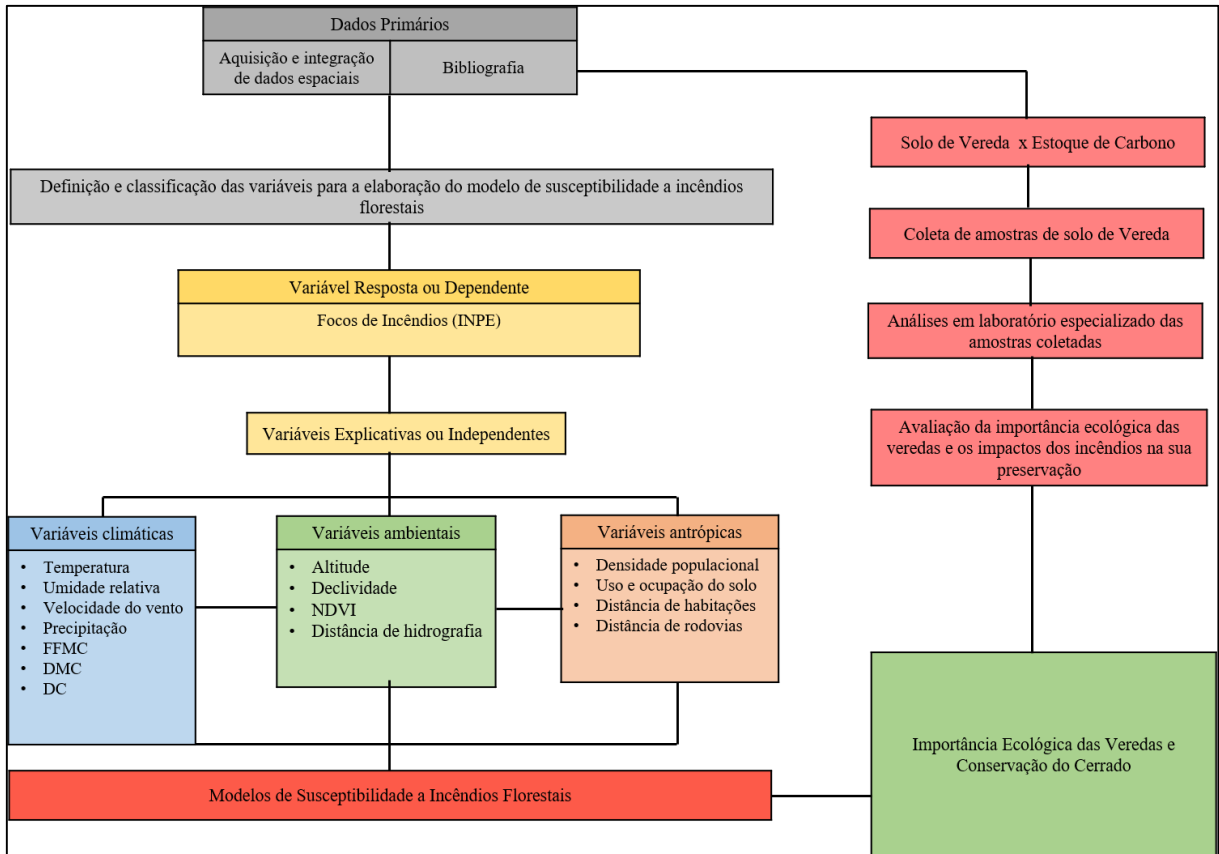 Dados Primários
Aquisição e integração
de dados espaciais
Bibliografia
Definição e classificação das variáveis para a elaboração do modelo de susceptibilidade a incêndios
florestais
Variável Resposta ou Dependente
Focos de Incêndios (INPE)
Variáveis Explicativas ou Independentes
Variáveis climáticas
• Temperatura
• Umidade relativa
• Velocidade do vento
• Precipitação
• FFMC
• DMC
• DC
Variáveis ambientais
• Altitude
• Declividade
• NDVI
• Distância de hidrografia
Variáveis antrópicas
• Densidade populacional
• Uso e ocupação do solo
• Distância de habitações
• Distância de rodovias
Modelos de Susceptibilidade a Incêndios Florestais
Solo de Vereda x Estoque de Carbono
Coleta de amostras de solo de Vereda
Análises em laboratório especializado das
amostras coletadas
Avaliação da importância ecológica das
veredas e os impactos dos incêndios na sua
preservação
Importância Ecológica das Veredas e
Conservação do Cerrado